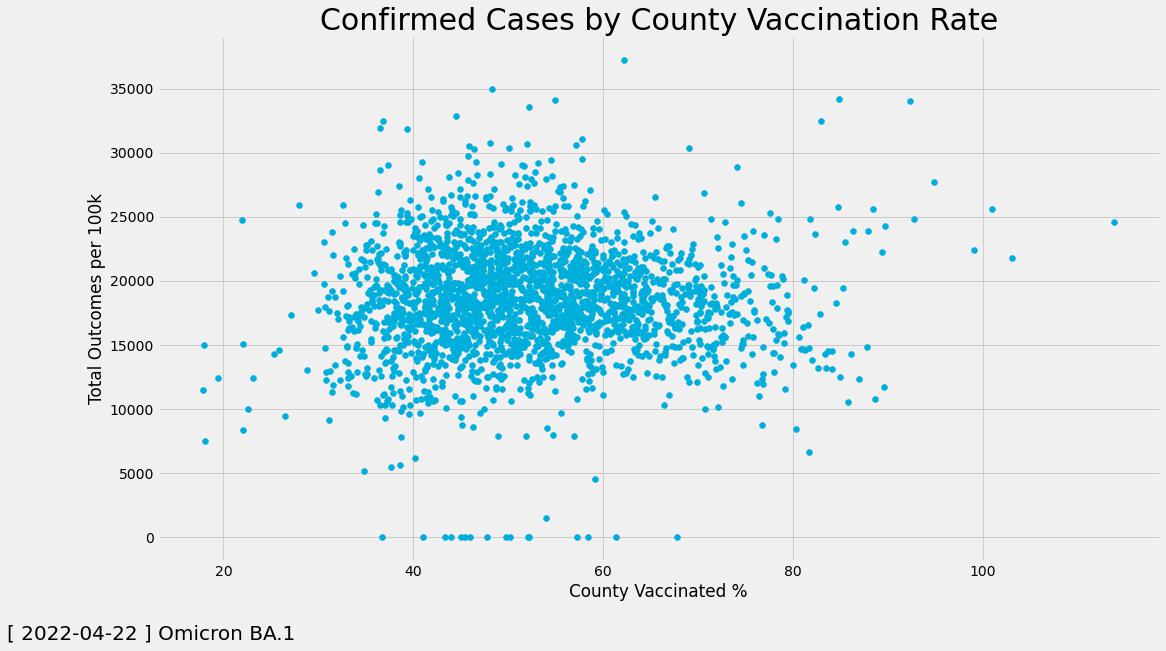 Confirmed Cases by County Vaccination Rate
35000
30000
25000
20000
15000
10000
5000
0
Total Outcomes per 100k
20 40 60 80 100
County Vaccinated %
[ 2022-04-22 ] Omicron BA.1